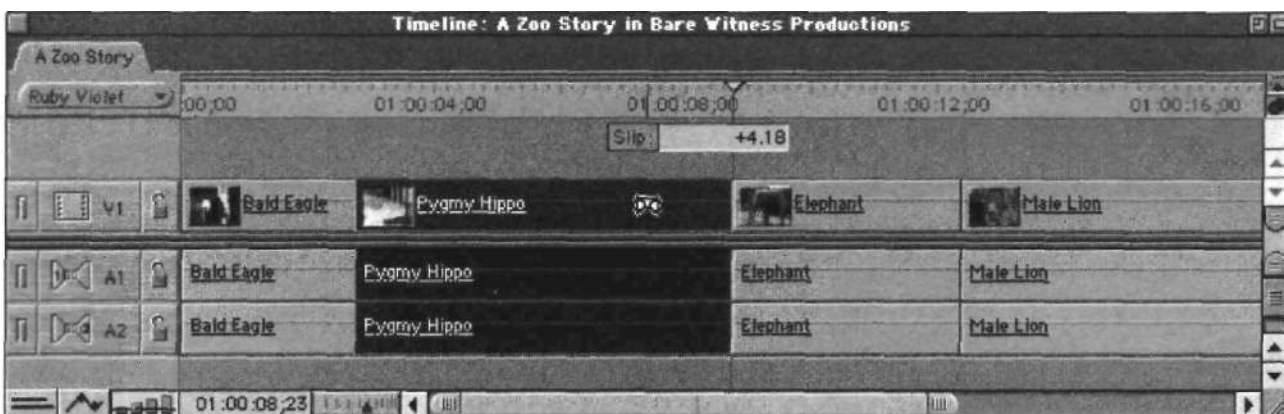 Timeline: A Zoo Story in Bare Witness Productions
A Zoo Story
Ruby Violet
00;00 01:00:04;00 01:00:08;00 01:00:12;00 01:00:16;00
Slip: +4.18
V1 Bald Eagle Pygmy Hippo Elephant Male Lion
A1 Bald Eagle Pygmy Hippo Elephant Male Lion
A2 Bald Eagle Pygmy Hippo Elephant Male Lion
01:00:08;23